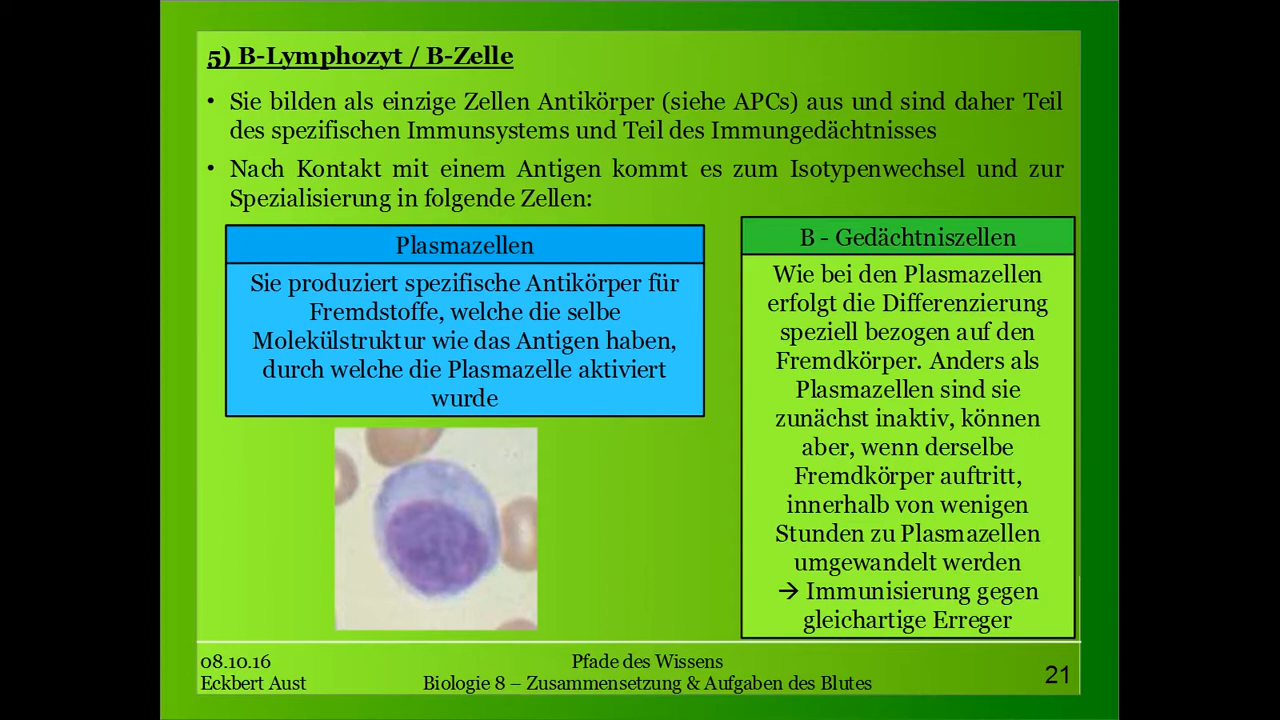 5) B-Lymphozyt / B-Zelle
• Sie bilden als einzige Zellen Antikörper (siehe APCs) aus und sind daher Teil
des spezifischen Immunsystems und Teil des Immungedächtnisses
• Nach Kontakt mit einem Antigen kommt es zum Isotypenwechsel und zur
Spezialisierung in folgende Zellen:
Plasmazellen
Sie produziert spezifische Antikörper für
Fremdstoffe, welche die selbe
Molekülstruktur wie das Antigen haben,
durch welche die Plasmazelle aktiviert
wurde
B - Gedächtniszellen
Wie bei den Plasmazellen
erfolgt die Differenzierung
speziell bezogen auf den
Fremdkörper. Anders als
Plasmazellen sind sie
zunächst inaktiv, können
aber, wenn derselbe
Fremdkörper auftritt,
innerhalb von wenigen
Stunden zu Plasmazellen
umgewandelt werden
→ Immunisierung gegen
gleichartige Erreger
08.10.16
Eckbert Aust
Pfade des Wissens
Biologie 8 – Zusammensetzung & Aufgaben des Blutes
21